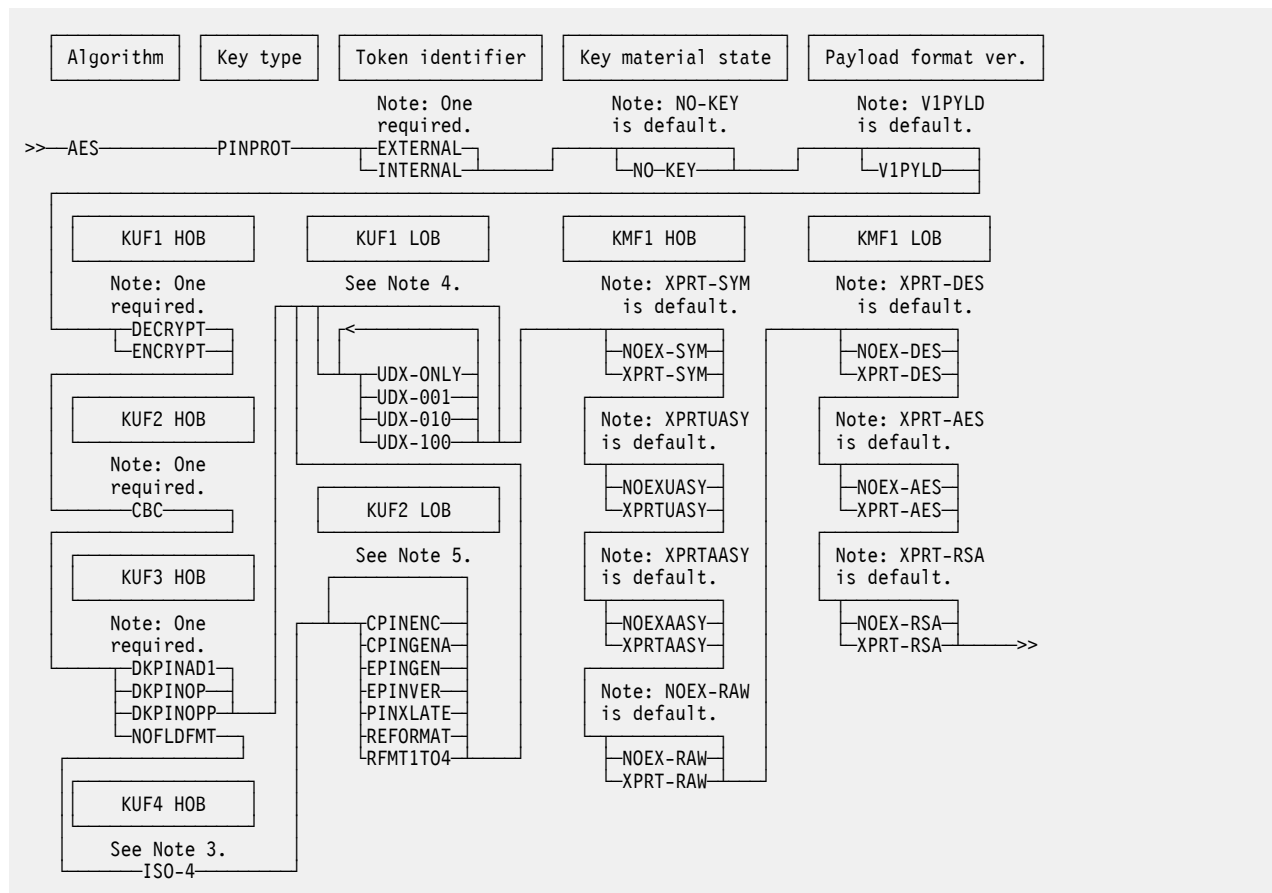 Algorithm Key type Token identifier Key material state Payload format ver.
Note: One Note: NO-KEY Note: V1PYLD
required. is default. is default.
>>—AES PINPROT EXTERNAL
INTERNAL NO—KEY V1PYLD
KUF1 HOB KUF1 LOB KMF1 HOB KMF1 LOB
Note: One See Note 4. Note: XPRT-SYM Note: XPRT-DES
required. is default. is default.
DECRYPT <
ENCRYPT NOEX-SYM NOEX-DES
UDX-ONLY XPRT-SYM XPRT-DES
UDX-001
KUF2 HOB UDX-010 Note: XPRTUASY Note: XPRT-AES
UDX-100 is default. is default.
Note: One
required. NOEXUASY NOEX-AES
CBC KUF2 LOB XPRTUASY XPRT-AES
See Note 5. Note: XPRTAASY Note: XPRT-RSA
KUF3 HOB is default. is default.
Note: One CPINENC NOEXAASY NOEX-RSA
required. CPINGENA XPRTAASY XPRT-RSA >>
DKPINAD1 EPINGEN
DKPINOP EPINVER Note: NOEX-RAW
DKPINOPP PINXLATE is default.
NOFLDFMT REFORMAT
RFMT1TO4 NOEX-RAW
XPRT-RAW
KUF4 HOB
See Note 3.
ISO-4